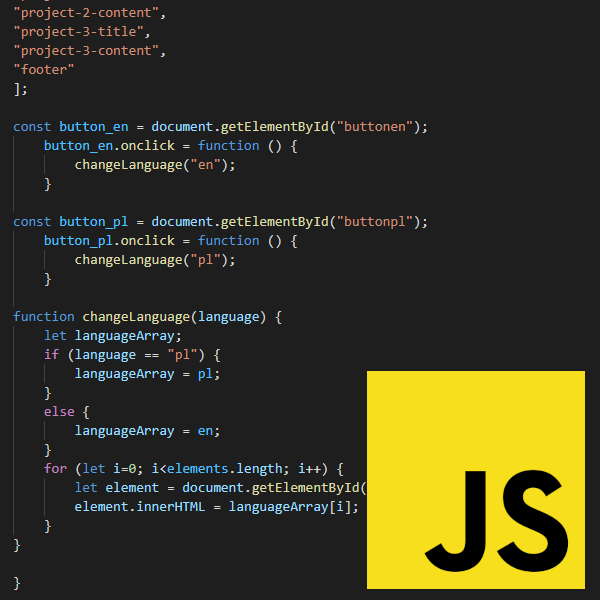 "project-2-content",
"project-3-title",
"project-3-content",
"footer"
];
const button_en = document.getElementById("buttonen");
button_en.onclick = function () {
changeLanguage("en");
}
const button_pl = document.getElementById("buttonpl");
button_pl.onclick = function () {
changeLanguage("pl");
}
function changeLanguage(language) {
let languageArray;
if (language == "pl") {
languageArray = pl;
}
else {
languageArray = en;
}
for (let i=0; i<elements.length; i++) {
let element = document.getElementById(
element.innerHTML = languageArray[i];
}
}
}
JS